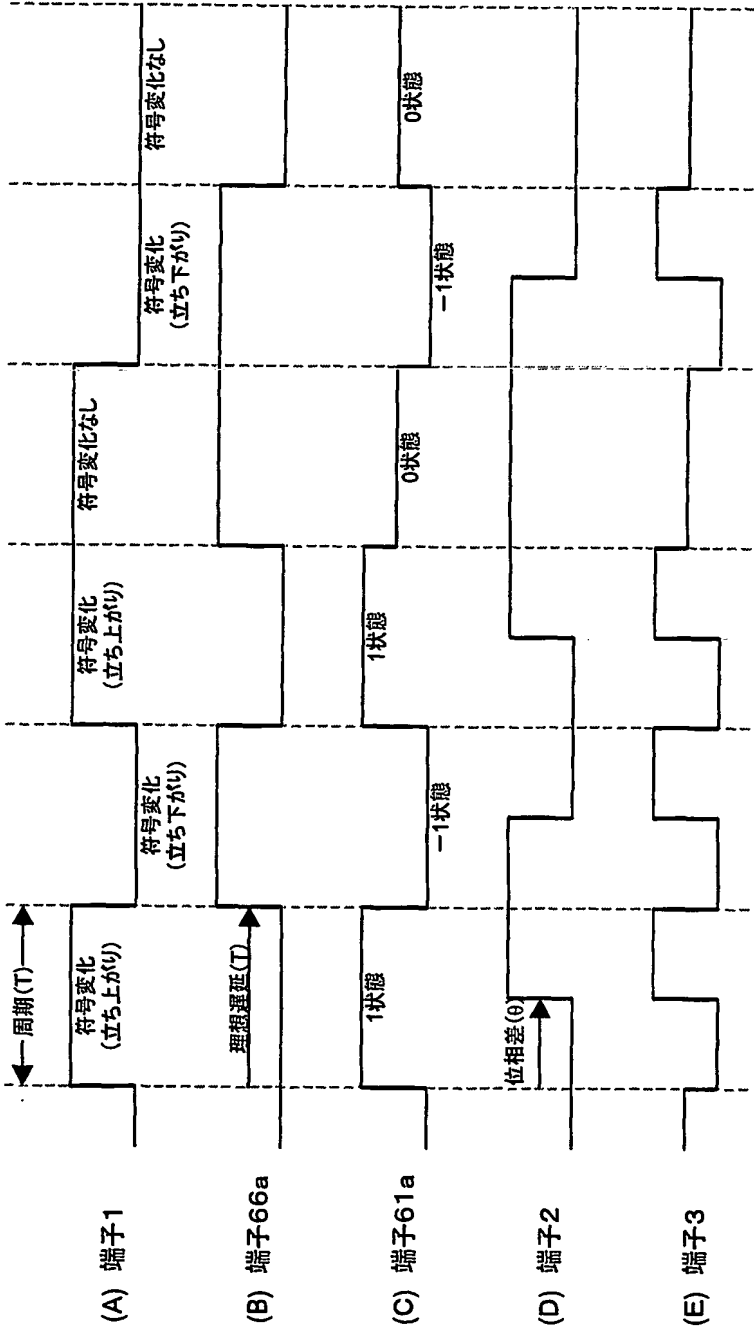 周期(T)
(A) 端子1
符号変化
(立ち上がり)
符号変化
(立ち下がり)
符号変化
(立ち上がり)
符号変化なし
符号変化
(立ち下がり)
符号変化なし
(B) 端子66a
理想遅延(T)
(C) 端子61a
1状態
−1状態
1状態
0状態
−1状態
0状態
(D) 端子2
位相差(θ)
(E) 端子3